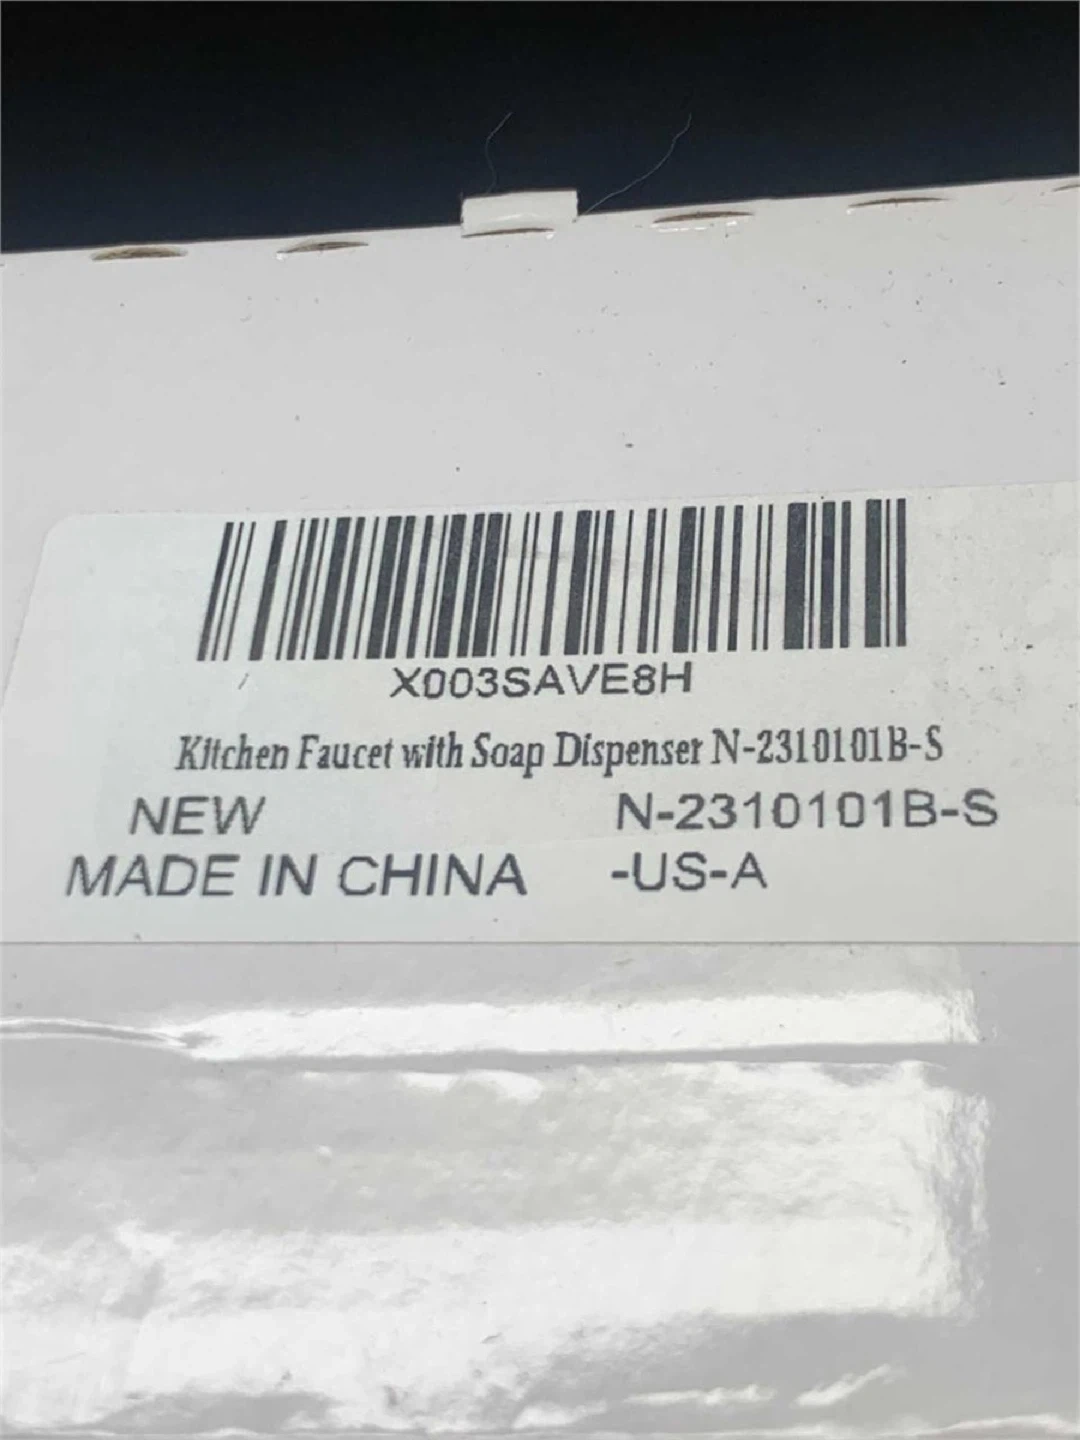 X003SAVE8H
Kitchen Faucet with Soap Dispenser N-2310101B-S
NEW N-2310101B-S
MADE IN CHINA -US-A